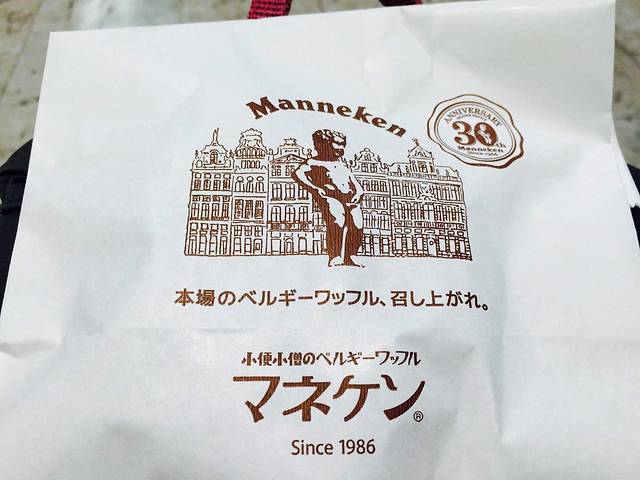 Manneken
ANNIVERSARY
30th
Manneken
Since 1986
本場のベルギーワッフル、召し上がれ。
小便小僧のベルギーワッフル
マネケン®
Since 1986